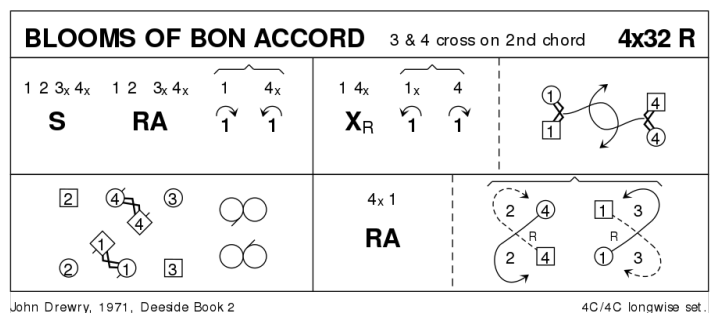 BLOOMS OF BON ACCORD 3 & 4 cross on 2nd chord 4x32 R
1 2 3x 4x 1 2 3x 4x 1 4x
S RA 1 1
1 4x 1x 4
XR 1 1
1 4
1 4
2 4 3
4
1
2 1 3
4x 1
RA
2 4 1 3
R R
2 4 1 3
John Drewry, 1971, Deeside Book 2 4C/4C longwise set.